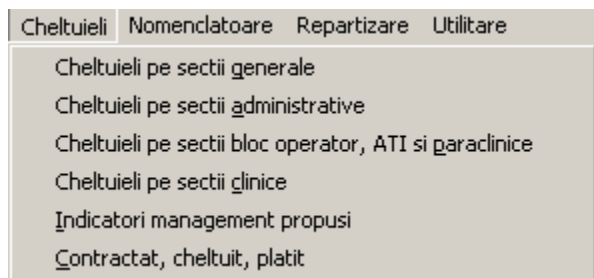 Cheltuieli Nomenclatoare Repartizare Utilitare
Cheltuieli pe sectii generale
Cheltuieli pe sectii administrative
Cheltuieli pe sectii bloc operator, ATI si paraclinice
Cheltuieli pe sectii clinice
Indicatori management propusi
Contractat, cheltuit, platit